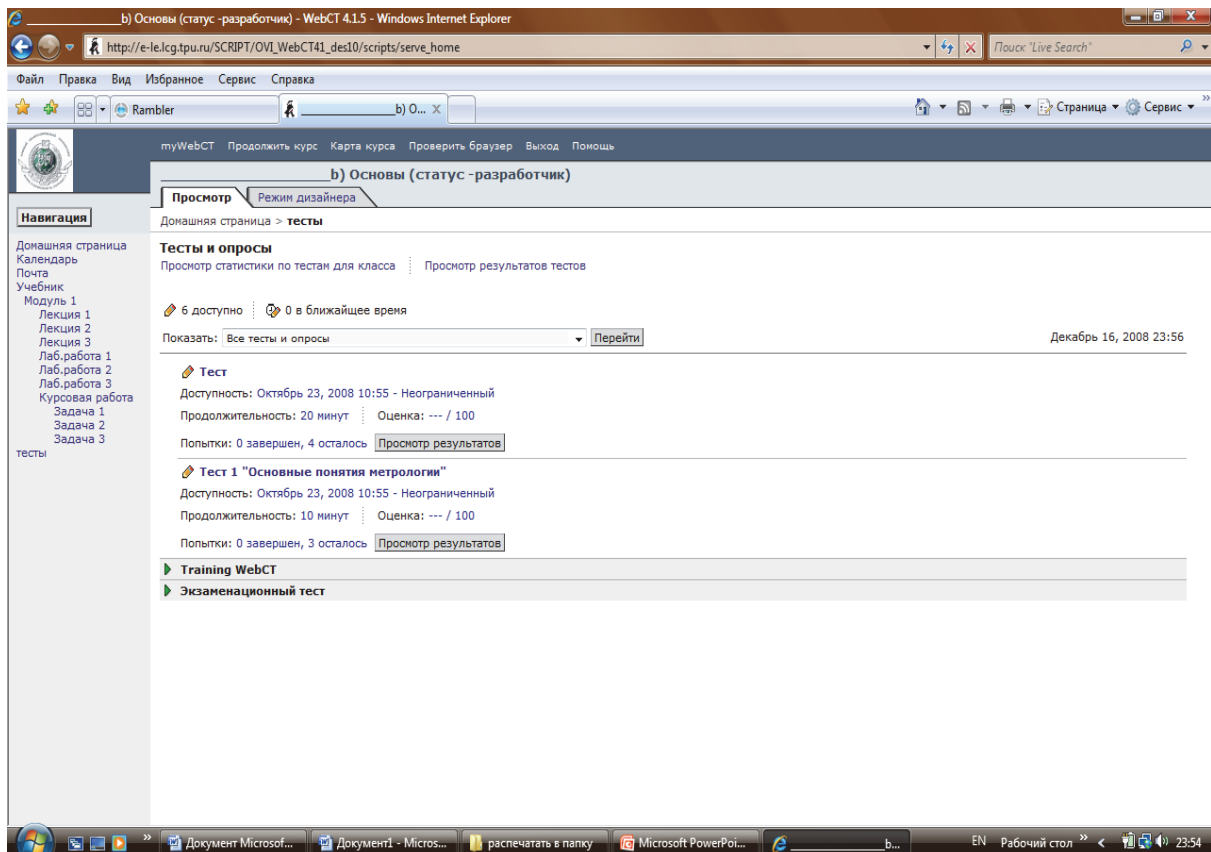 _____________b) Основы (статус -разработчик) - WebCT 4.1.5 - Windows Internet Explorer
http://e-le.lcg.tpu.ru/SCRIPT/OVI_WebCT41_des10/scripts/serve_home
Поиск "Live Search"
Файл Правка Вид Избранное Сервис Справка
Rambler
_____________b) О...
Страница
Сервис
myWebCT Продолжить курс Карта курса Проверить браузер Выход Помощь
_____________________b) Основы (статус -разработчик)
Просмотр Режим дизайнера
Навигация
Домашняя страница > тесты
Домашняя страница
Календарь
Почта
Учебник
Модуль 1
Лекция 1
Лекция 2
Лекция 3
Лаб.работа 1
Лаб.работа 2
Лаб.работа 3
Курсовая работа
Задача 1
Задача 2
Задача 3
тесты
Тесты и опросы
Просмотр статистики по тестам для класса Просмотр результатов тестов
6 доступно 0 в ближайшее время
Показать: Все тесты и опросы Перейти Декабрь 16, 2008 23:56
Тест
Доступность: Октябрь 23, 2008 10:55 - Неограниченный
Продолжительность: 20 минут Оценка: --- / 100
Попытки: 0 завершен, 4 осталось Просмотр результатов
Тест 1 "Основные понятия метрологии"
Доступность: Октябрь 23, 2008 10:55 - Неограниченный
Продолжительность: 10 минут Оценка: --- / 100
Попытки: 0 завершен, 3 осталось Просмотр результатов
Training WebCT
Экзаменационный тест
Документ Microsof... Документ1 - Micros... распечатать в папку Microsoft PowerPoi... _____________b... EN Рабочий стол 23:54